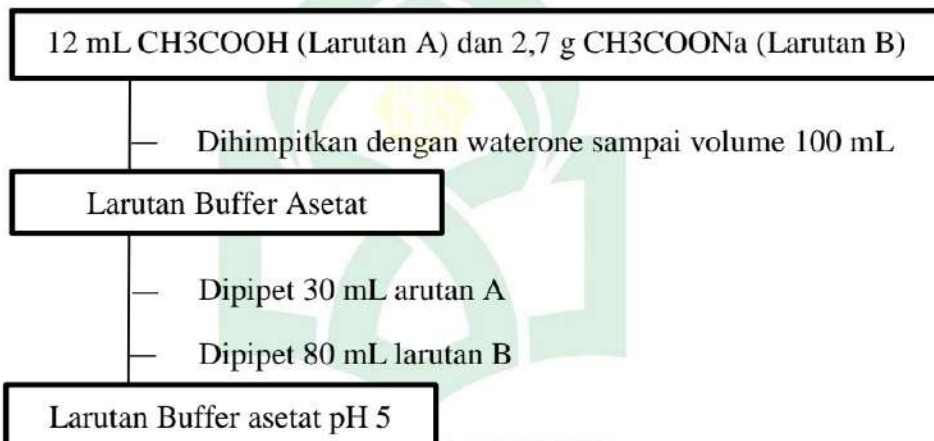 12 mL CH3COOH (Larutan A) dan 2,7 g CH3COONa (Larutan B)
Dihimpitkan dengan waterone sampai volume 100 mL
Larutan Buffer Asetat
Dipipet 30 mL arutan A
Dipipet 80 mL larutan B
Larutan Buffer asetat pH 5